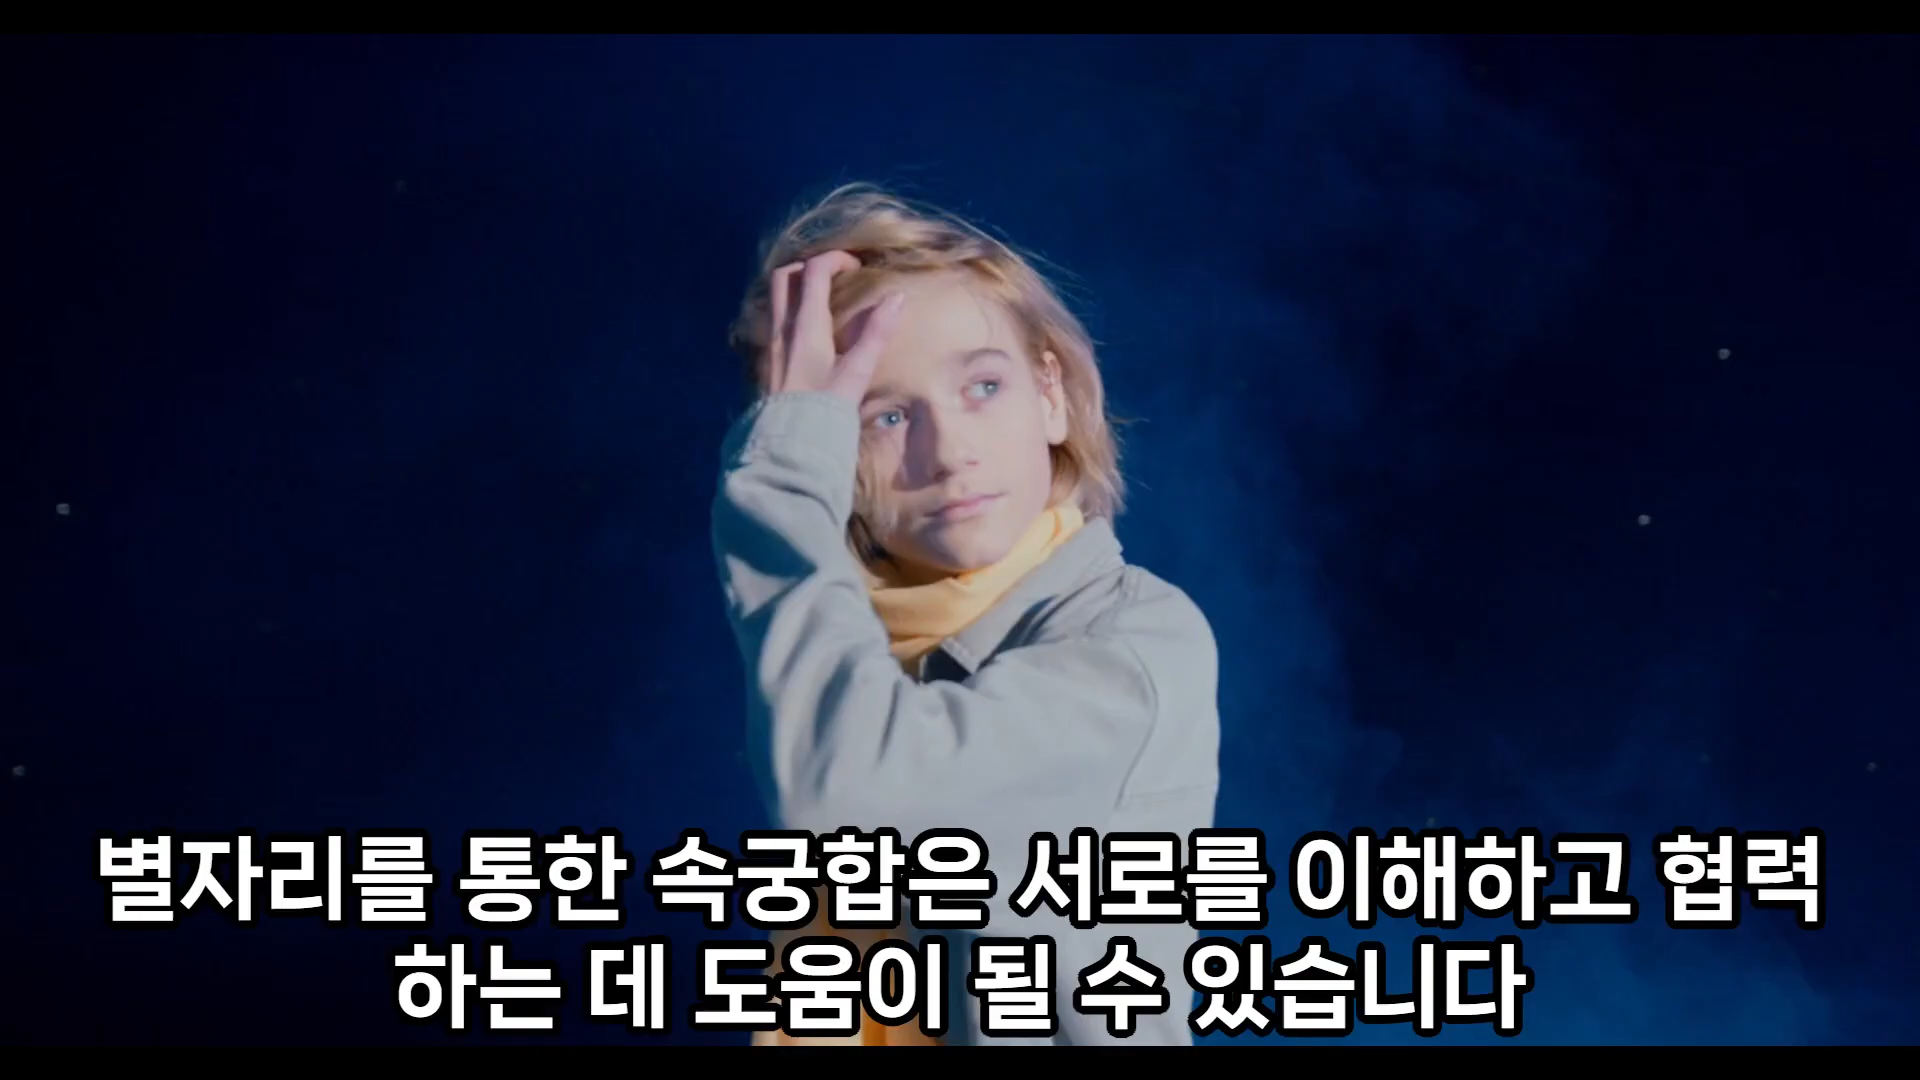 별자리를 통한 속궁합은 서로를 이해하고 협력
하는 데 도움이 될 수 있습니다